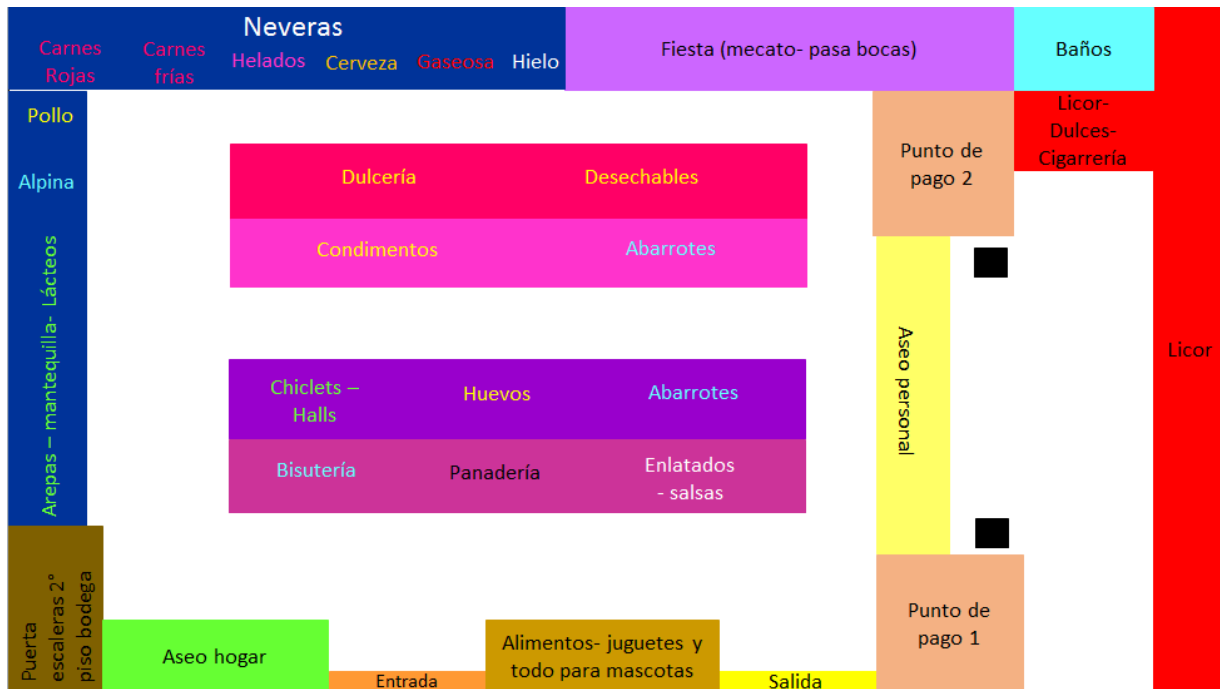 Neveras
Carnes
Rojas
Carnes
frías
Helados
Cerveza
Gaseosa
Hielo
Fiesta (mecato- pasa bocas)
Baños
Licor-
Dulces-
Cigarrería
Licor
Pollo
Alpina
Arepas – mantequilla- Lácteos
Dulcería
Desechables
Condimentos
Abarrotes
Punto de
pago 2
Aseo personal
Chiclets –
Halls
Huevos
Abarrotes
Bisutería
Panadería
Enlatados
- salsas
Puerta
escaleras 2°
piso bodega
Aseo hogar
Entrada
Alimentos- juguetes y
todo para mascotas
Salida
Punto de
pago 1